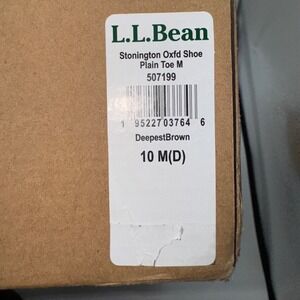 L.L.Bean
Stonington Oxfd Shoe
Plain Toe M
507199
1 95227 03764 6
DeepestBrown
10 M(D)